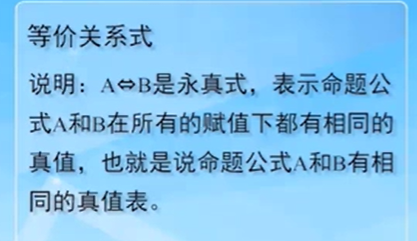 等价关系式
说明：A⇔B是永真式，表示命题公
式A和B在所有的赋值下都有相同的
真值，也就是说命题公式A和B有相
同的真值表。